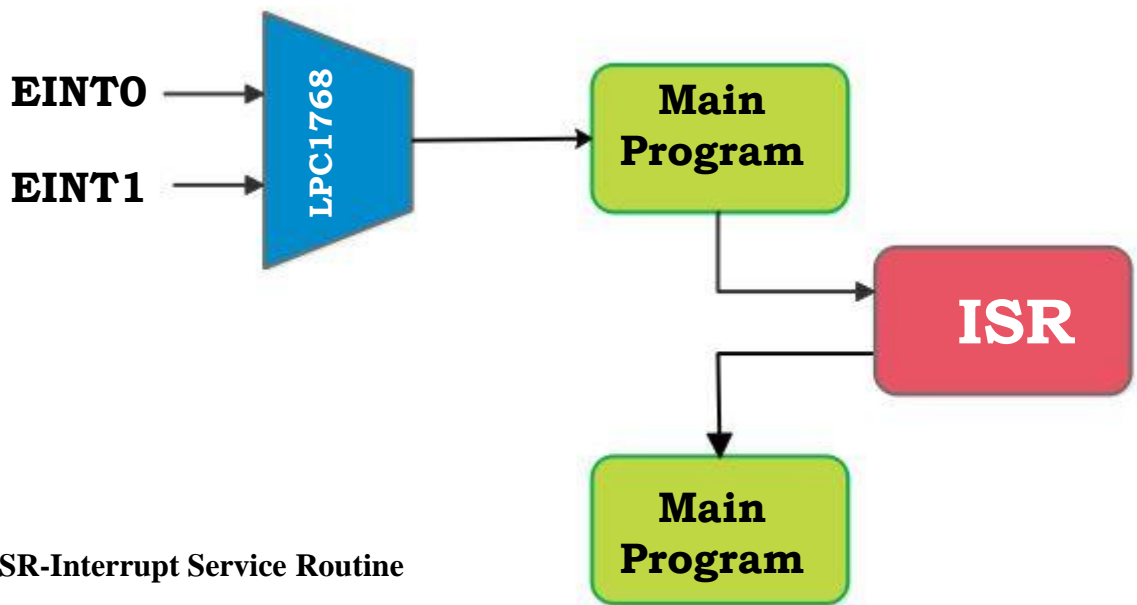 EINT0
EINT1
LPC1768
Main
Program
ISR
Main
Program
SR-Interrupt Service Routine